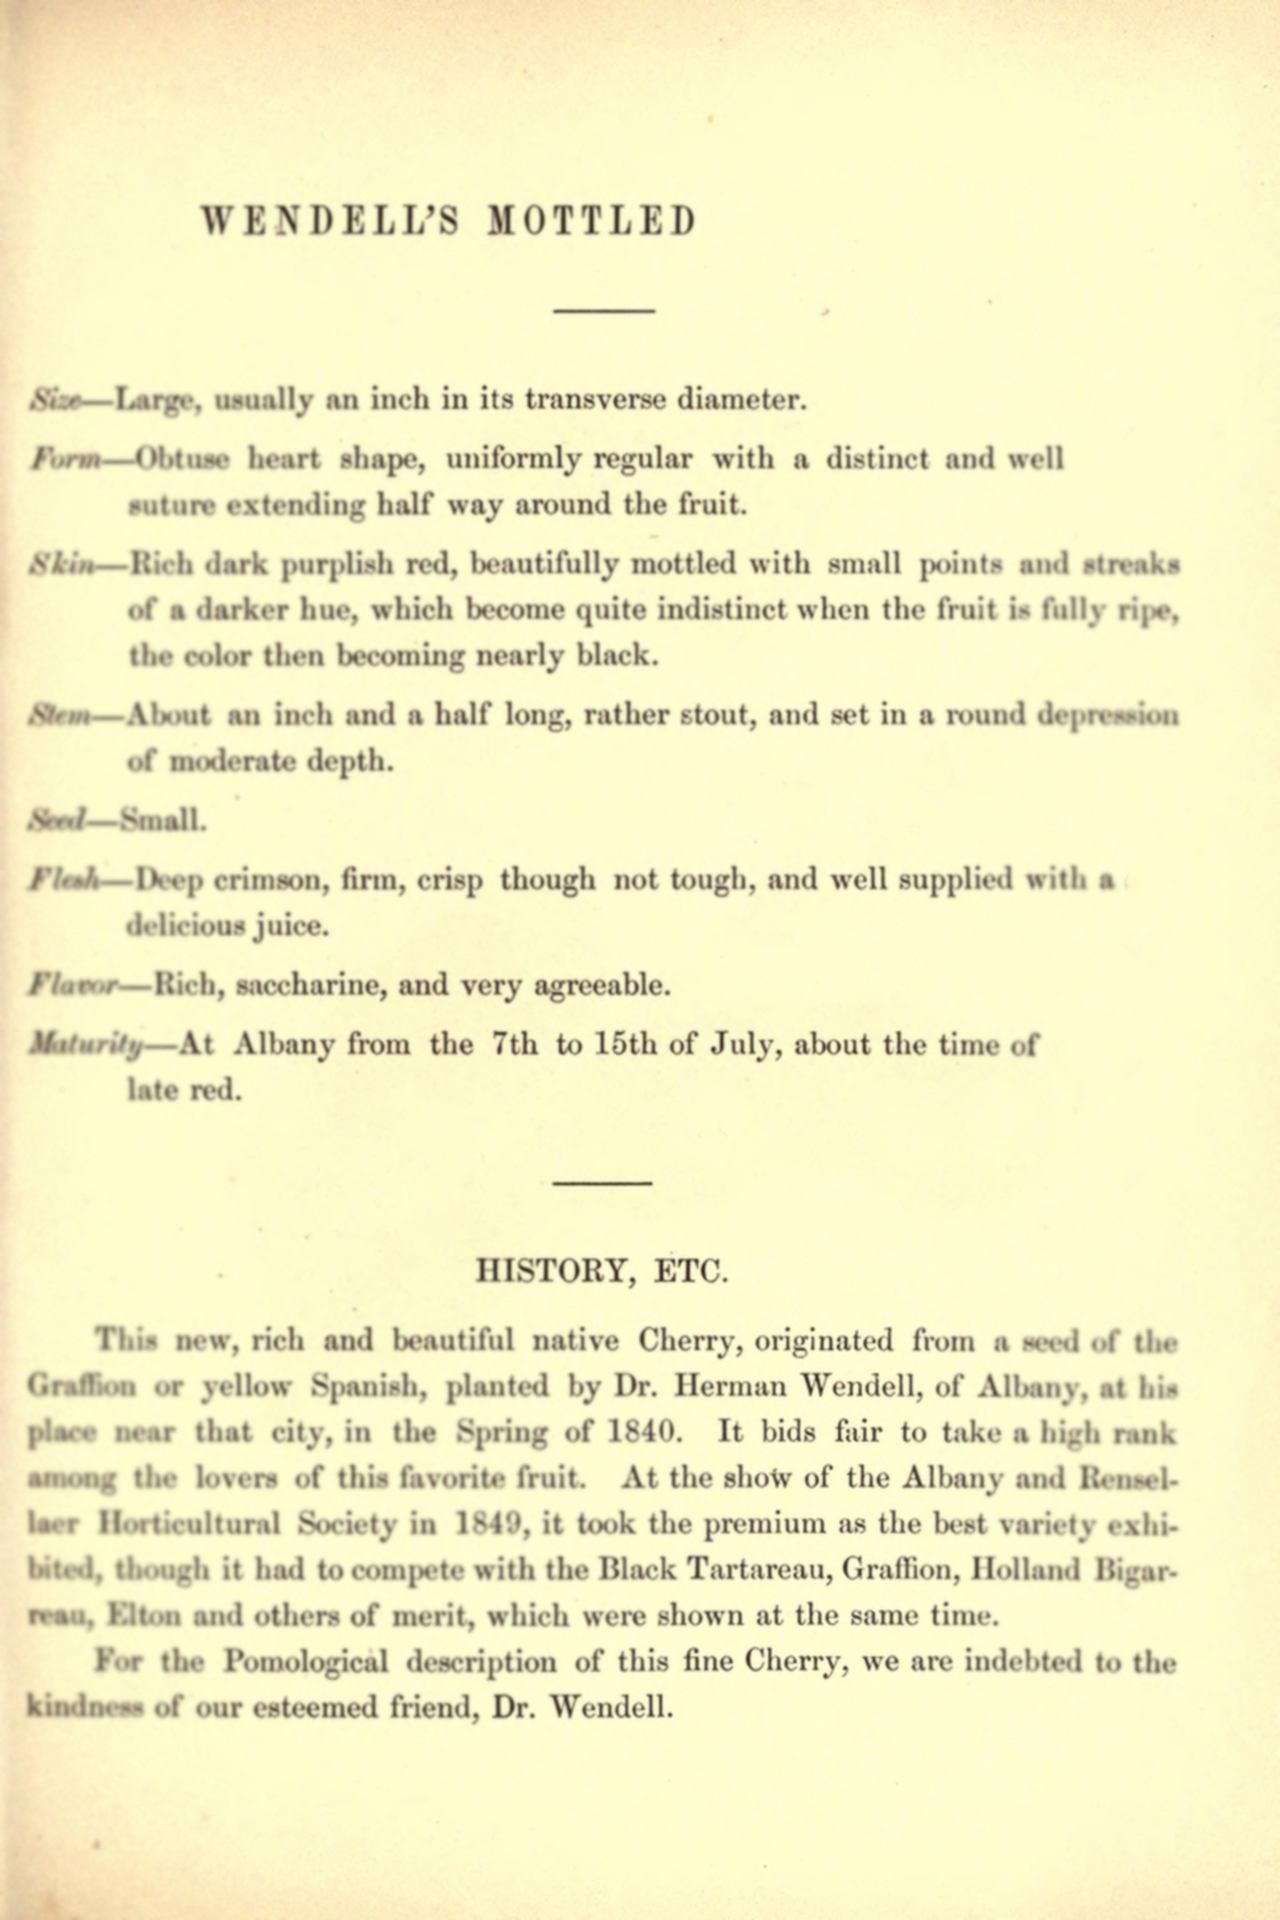 WENDELL'S MOTTLED
Size—Large, usually an inch in its transverse diameter.
Form—Obtuse heart shape, uniformly regular with a distinct and well
suture extending half way around the fruit.
Skin—Rich dark purplish red, beautifully mottled with small points and streaks
of a darker hue, which become quite indistinct when the fruit is fully ripe,
the color then becoming nearly black.
Stem—About an inch and a half long, rather stout, and set in a round depression
of moderate depth.
Seed—Small.
Flesh—Deep crimson, firm, crisp though not tough, and well supplied with a
delicious juice.
Flavor—Rich, saccharine, and very agreeable.
Maturity—At Albany from the 7th to 15th of July, about the time of
late red.
HISTORY, ETC.
This new, rich and beautiful native Cherry, originated from a seed of the
Graffion or yellow Spanish, planted by Dr. Herman Wendell, of Albany, at his
place near that city, in the Spring of 1840. It bids fair to take a high rank
among the lovers of this favorite fruit. At the show of the Albany and Rensel-
laer Horticultural Society in 1849, it took the premium as the best variety exhi-
bited, though it had to compete with the Black Tartareau, Graffion, Holland Bigar-
reau, Elton and others of merit, which were shown at the same time.
For the Pomological description of this fine Cherry, we are indebted to the
kindness of our esteemed friend, Dr. Wendell.